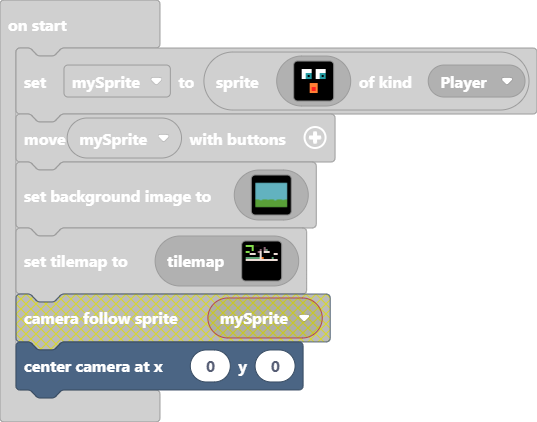 on start
set mySprite to sprite of kind Player
move mySprite with buttons
set background image to
set tilemap to tilemap
camera follow sprite mySprite
center camera at x 0 y 0